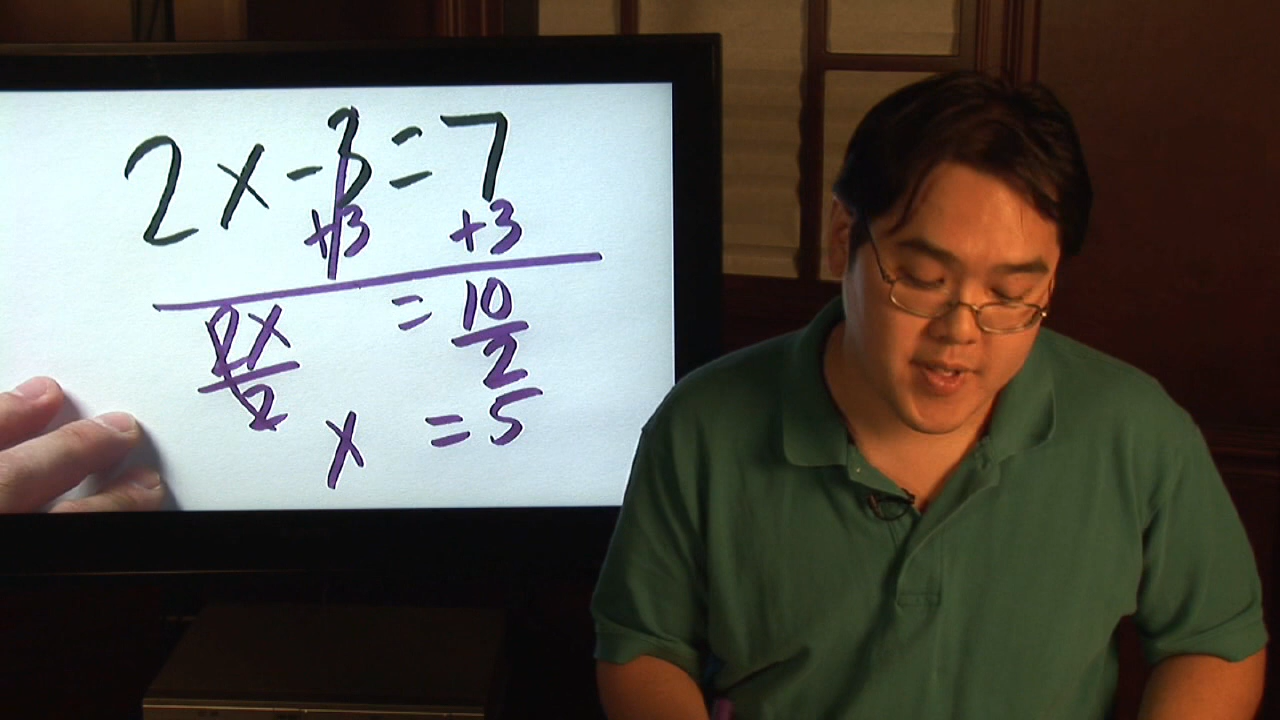 2x-3=7
+3 +3
2x = 10
2 2
x = 5